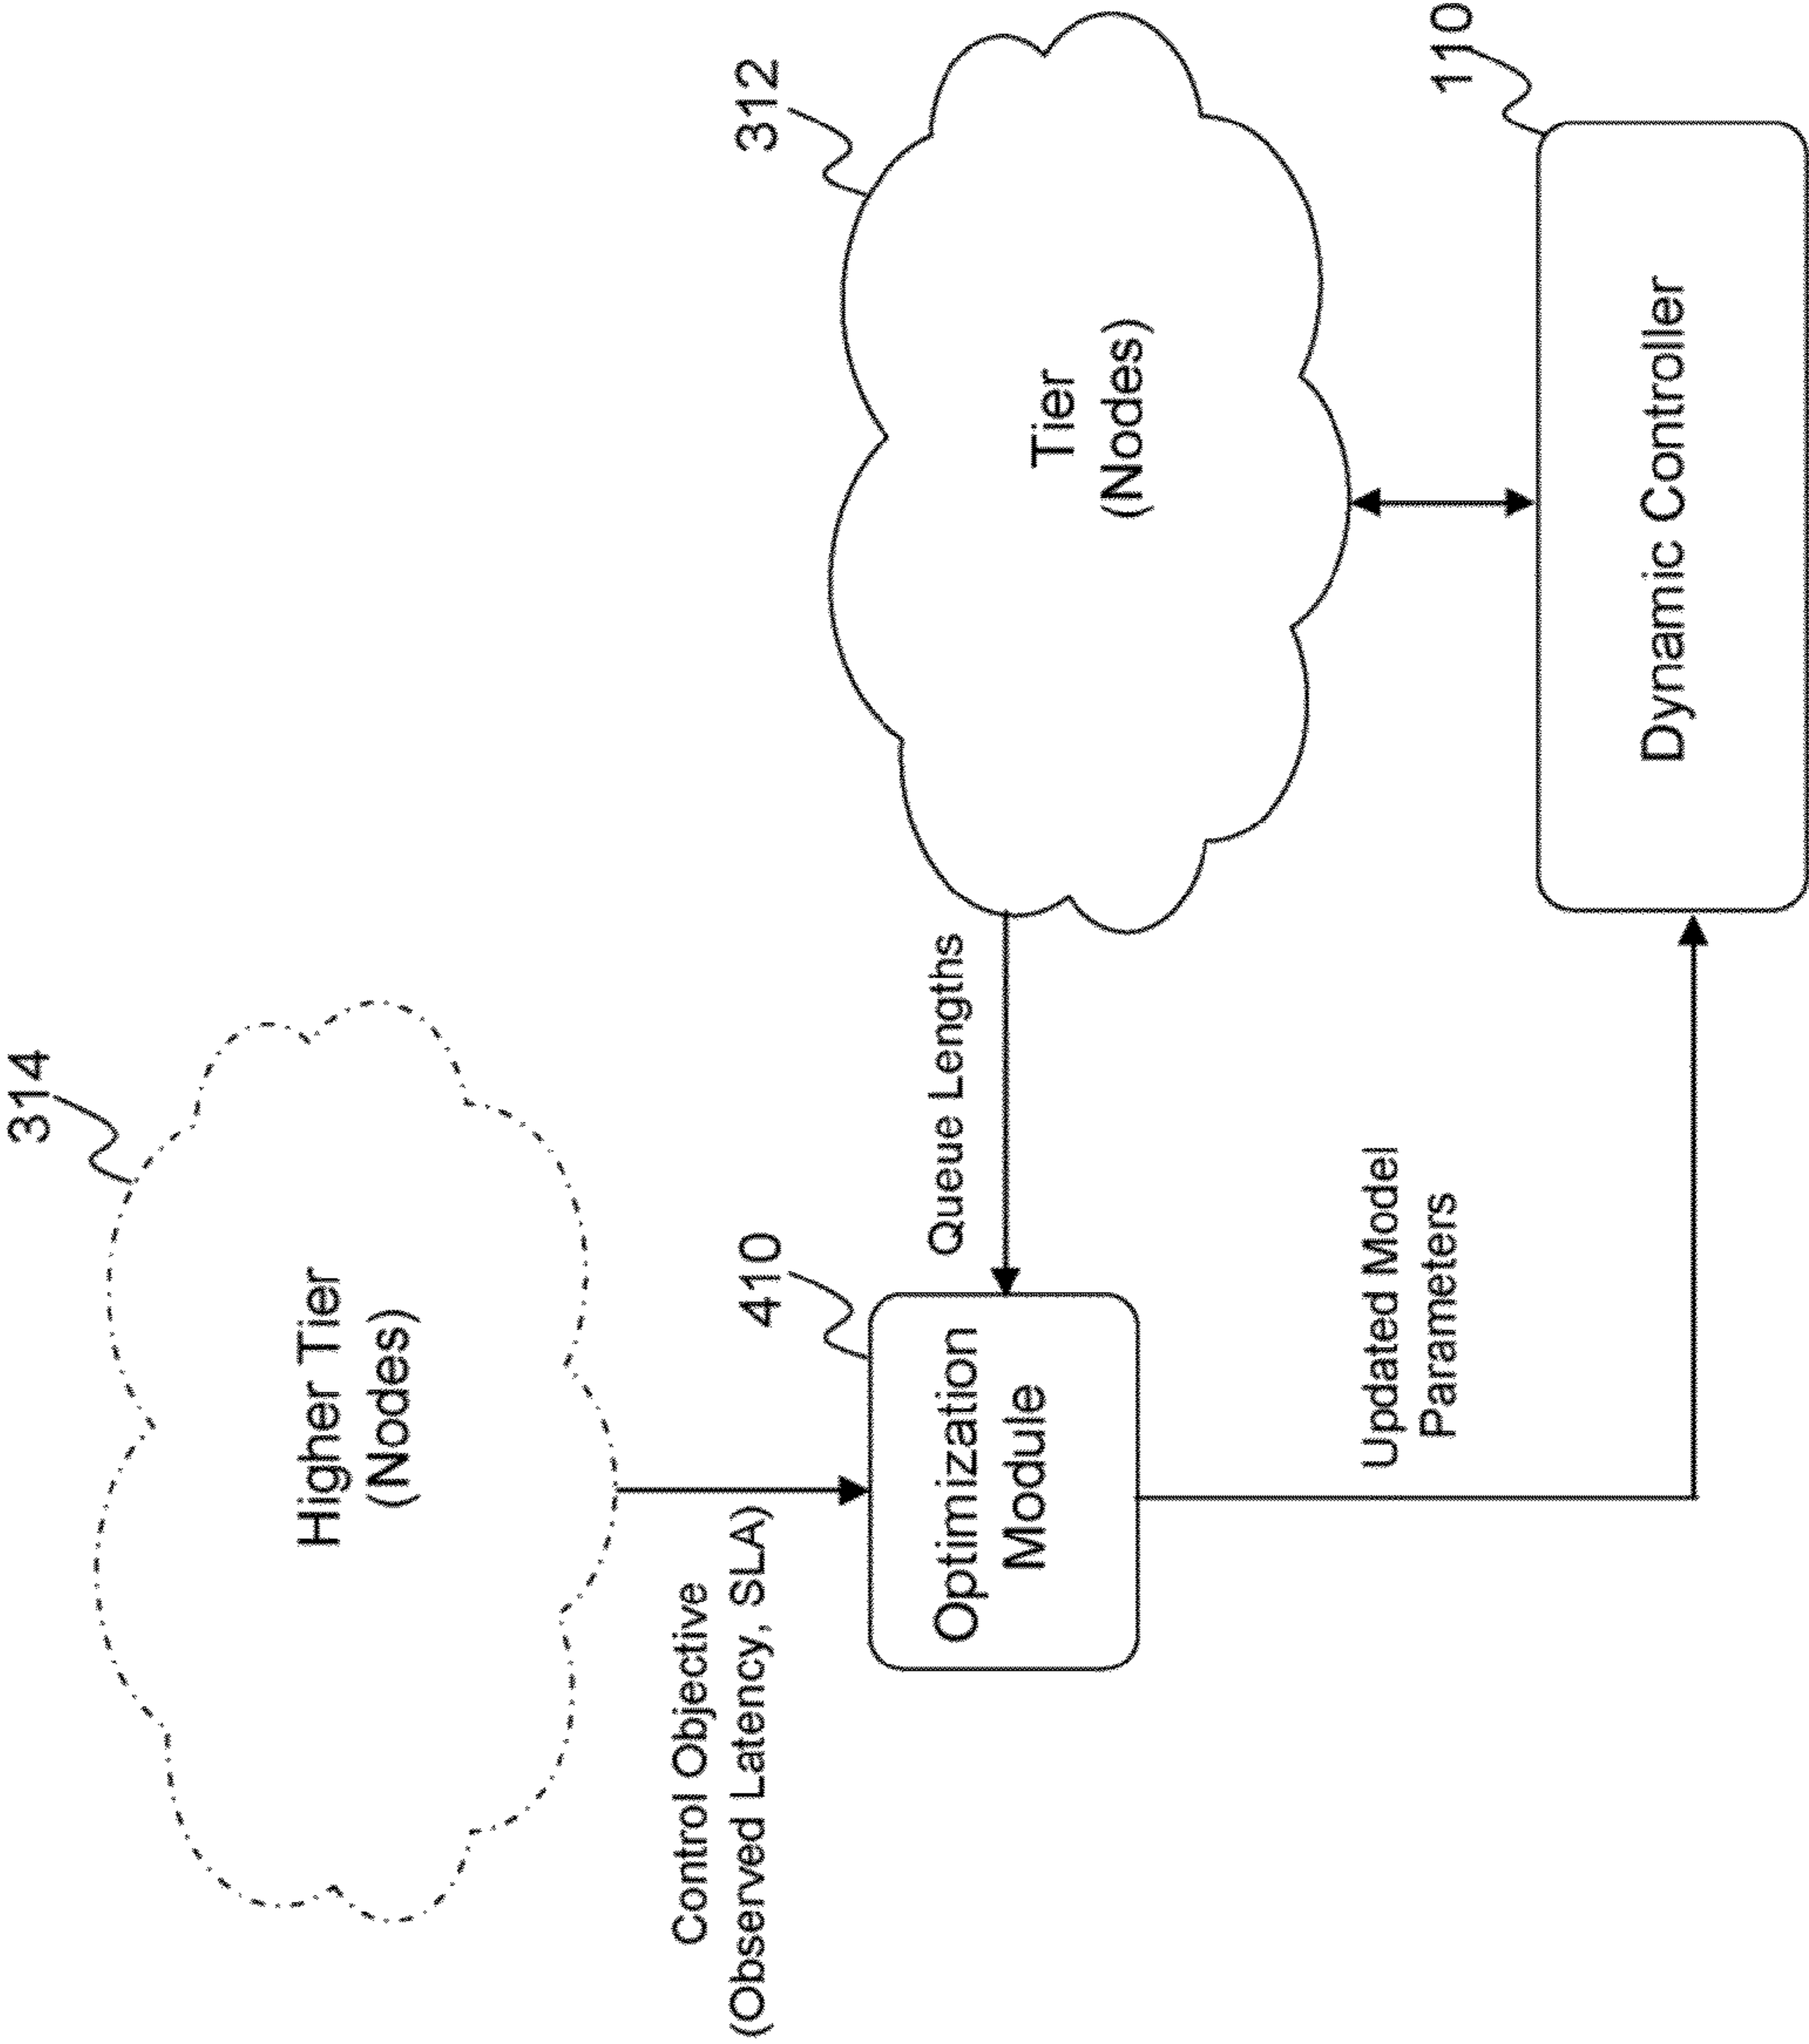 314
Higher Tier
(Nodes)
Control Objective
(Observed Latency, SLA)
410
Optimization
Module
Queue Lengths
312
Tier
(Nodes)
Updated Model
Parameters
110
Dynamic Controller